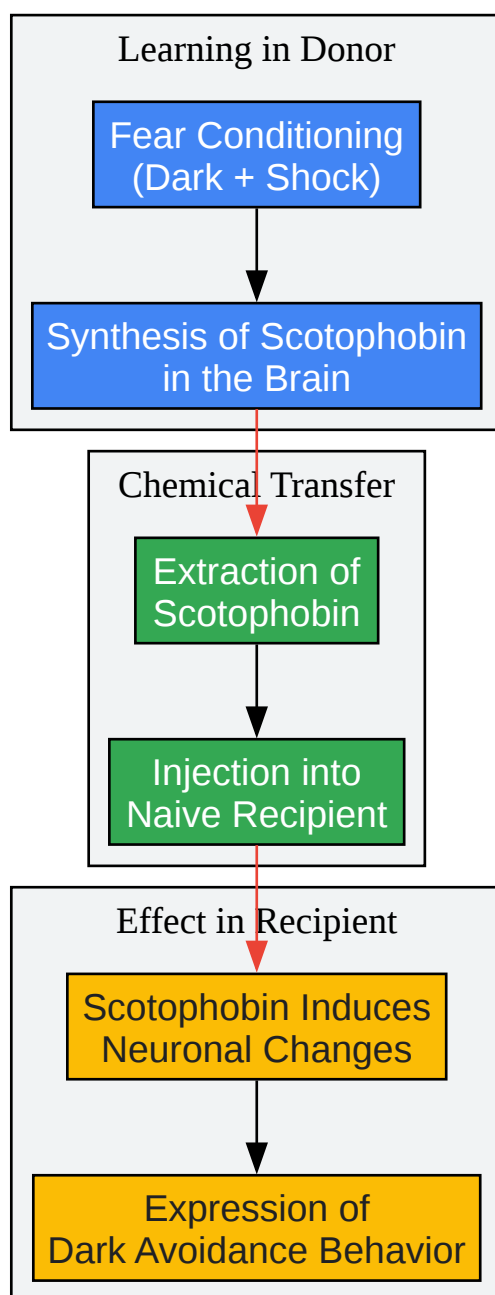 Learning in Donor
Fear Conditioning
(Dark + Shock)
Synthesis of Scotophobin
in the Brain
Chemical Transfer
Extraction of
Scotophobin
Injection into
Naive Recipient
Effect in Recipient
Scotophobin Induces
Neuronal Changes
Expression of
Dark Avoidance Behavior